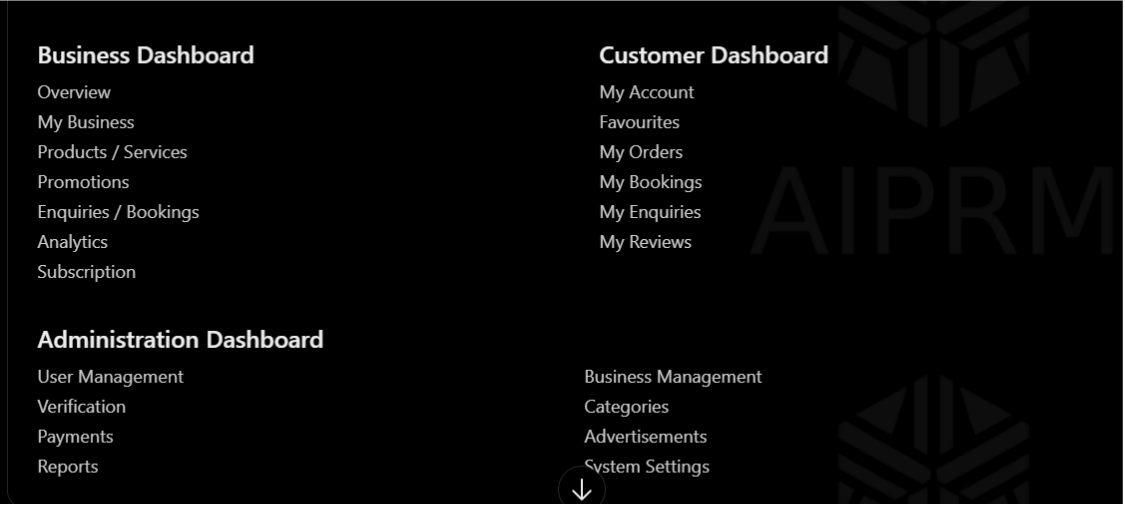 Business Dashboard
Overview
My Business
Products / Services
Promotions
Enquiries / Bookings
Analytics
Subscription
Customer Dashboard
My Account
Favourites
My Orders
My Bookings
My Enquiries
My Reviews
AIPRM
Administration Dashboard
User Management
Verification
Payments
Reports
Business Management
Categories
Advertisements
System Settings